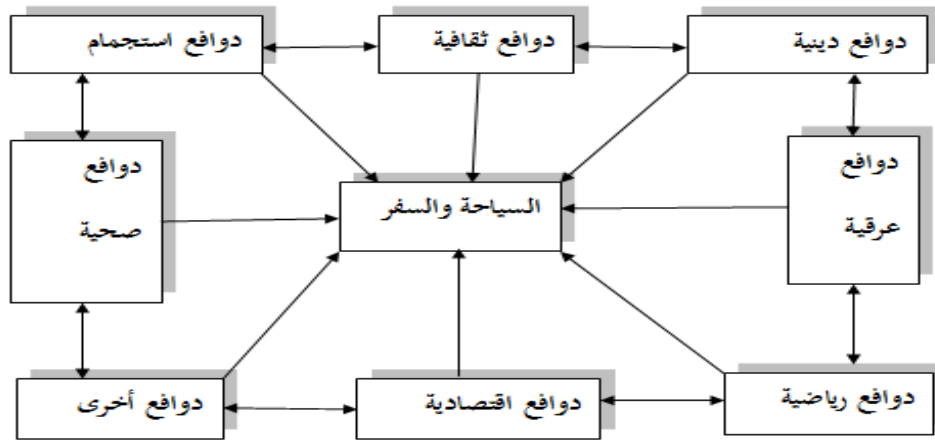 دوافع دينية
دوافع ثقافية
دوافع استجمام
دوافع
عرقية
السياحة والسفر
دوافع
صحية
دوافع رياضية
دوافع اقتصادية
دوافع أخرى